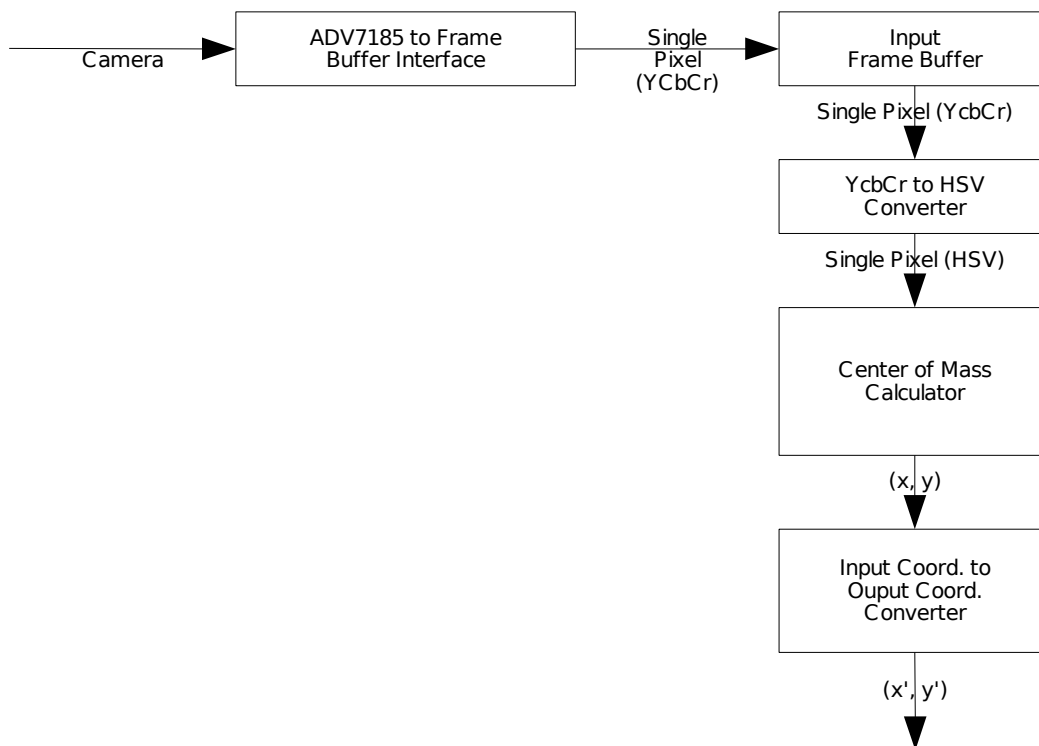 ADV7185 to Frame
Buffer Interface
Camera
Single
Pixel
(YCbCr)
Input
Frame Buffer
Single Pixel (YcbCr)
YcbCr to HSV
Converter
Single Pixel (HSV)
Center of Mass
Calculator
(x, y)
Input Coord. to
Ouput Coord.
Converter
(x', y')